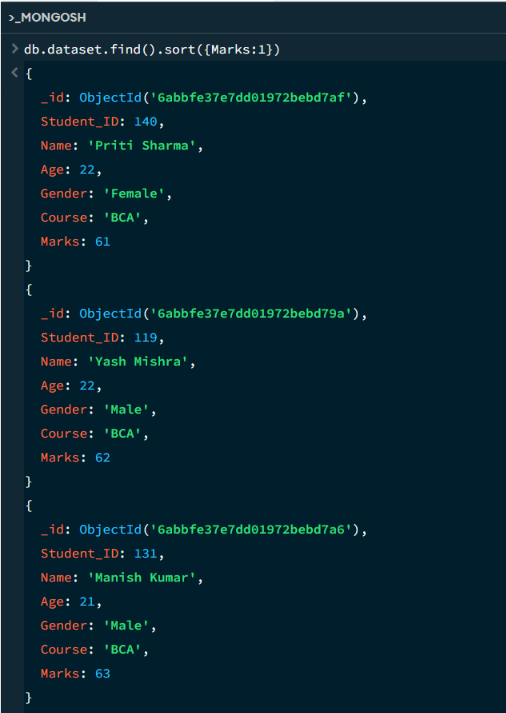 >_MONGOSH
> db.dataset.find().sort({Marks:1})
< {
_id: ObjectId('6abbfe37e7dd01972bebd7af'),
Student_ID: 140,
Name: 'Priti Sharma',
Age: 22,
Gender: 'Female',
Course: 'BCA',
Marks: 61
}
{
_id: ObjectId('6abbfe37e7dd01972bebd79a'),
Student_ID: 119,
Name: 'Yash Mishra',
Age: 22,
Gender: 'Male',
Course: 'BCA',
Marks: 62
}
{
_id: ObjectId('6abbfe37e7dd01972bebd7a6'),
Student_ID: 131,
Name: 'Manish Kumar',
Age: 21,
Gender: 'Male',
Course: 'BCA',
Marks: 63
}